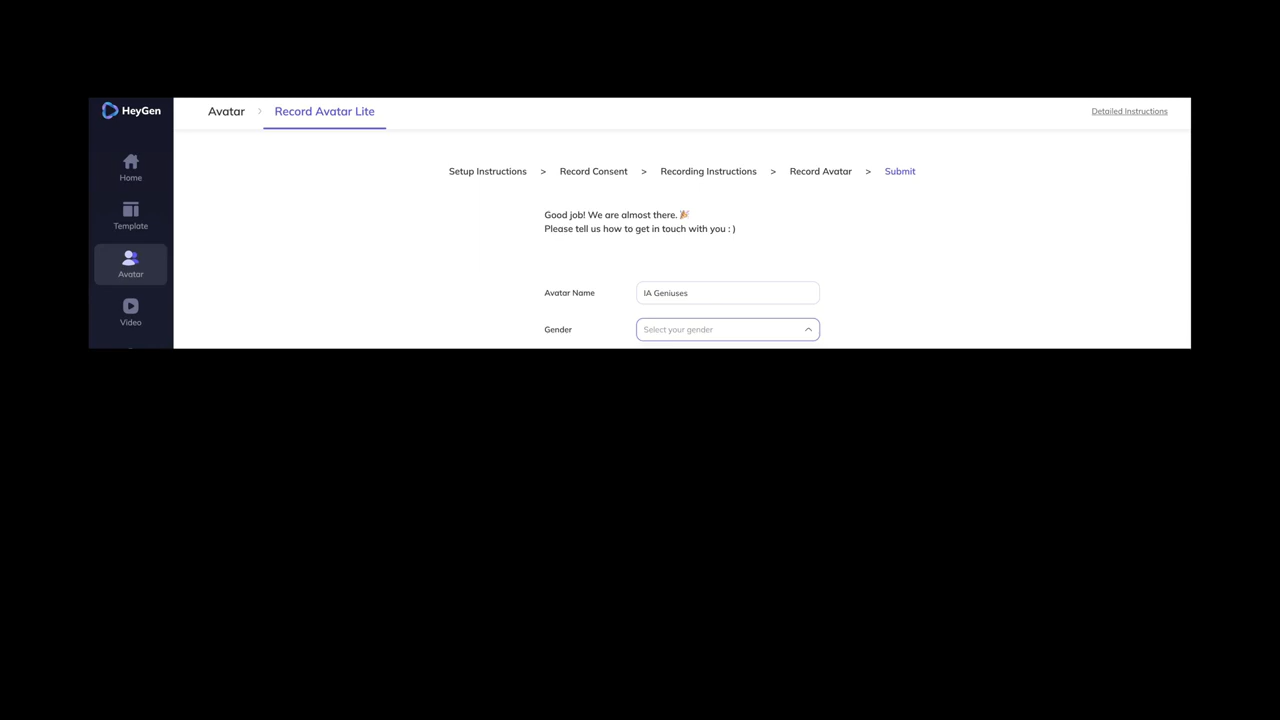 HeyGen
Avatar > Record Avatar Lite
Detailed Instructions
Home
Template
Avatar
Video
Setup Instructions > Record Consent > Recording Instructions > Record Avatar > Submit
Good job! We are almost there. 🎉
Please tell us how to get in touch with you : )
Avatar Name IA Geniuses
Gender Select your gender